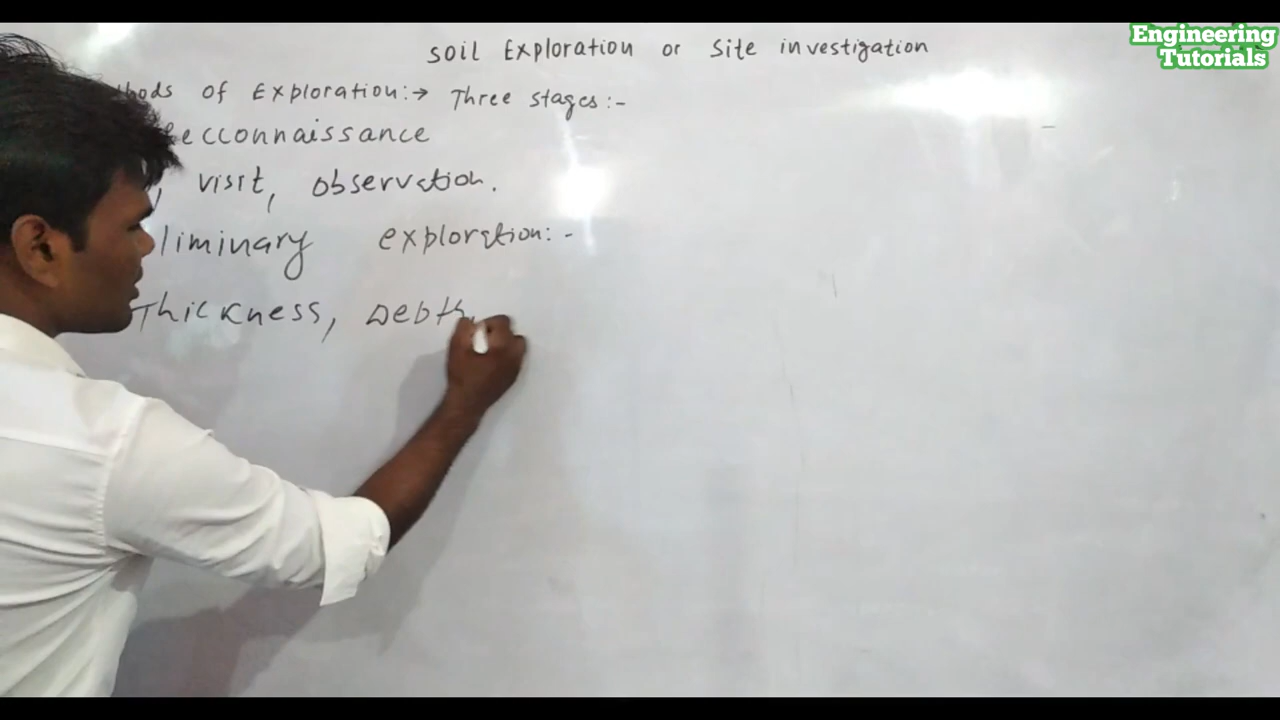 Engineering
Tutorials
Soil Exploration or Site investigation
thods of Exploration:→ Three stages:-
ecconnaissance
, visit, observation.
liminary exploration:-
Thickness, Debth,